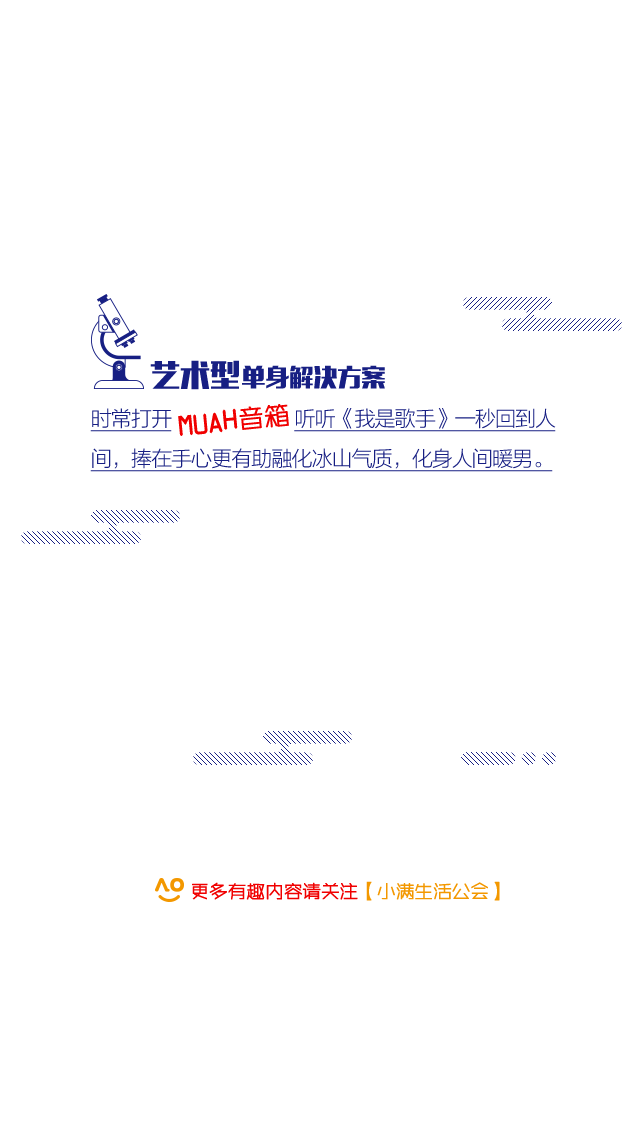 艺术型单身解决方案
时常打开 MUAH音箱 听听《我是歌手》一秒回到人
间，捧在手心更有助融化冰山气质，化身人间暖男。
更多有趣内容请关注【小满生活公会】